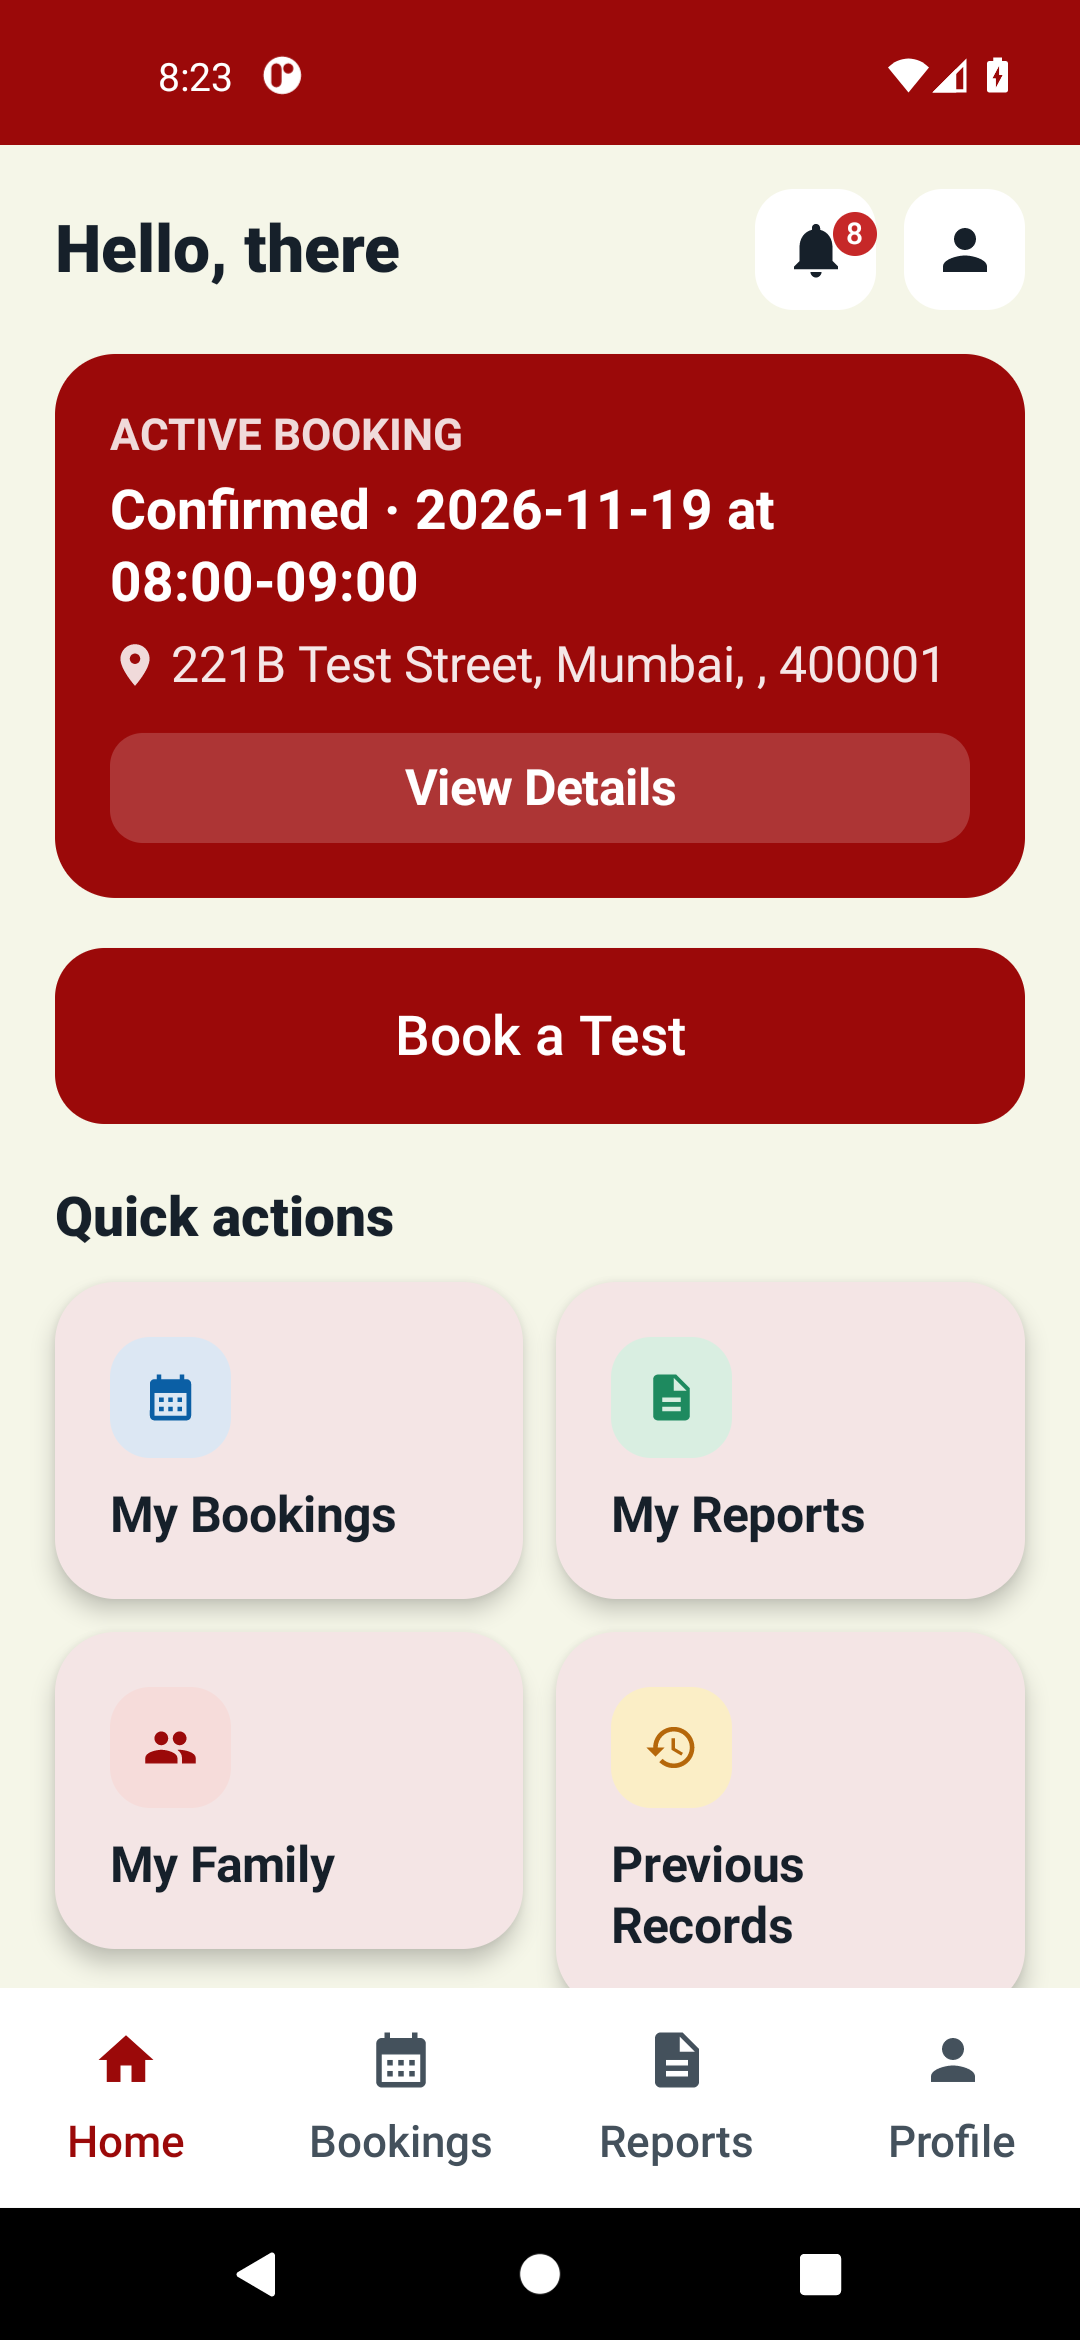 8:23
Hello, there
8
ACTIVE BOOKING
Confirmed · 2026-11-19 at
08:00-09:00
221B Test Street, Mumbai, , 400001
View Details
Book a Test
Quick actions
My Bookings
My Reports
My Family
Previous
Records
Home
Bookings
Reports
Profile